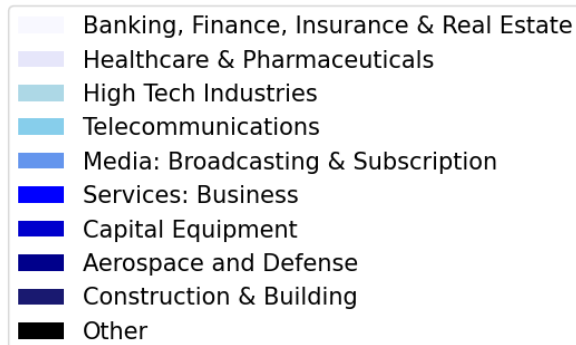 Banking, Finance, Insurance & Real Estate
Healthcare & Pharmaceuticals
High Tech Industries
Telecommunications
Media: Broadcasting & Subscription
Services: Business
Capital Equipment
Aerospace and Defense
Construction & Building
Other